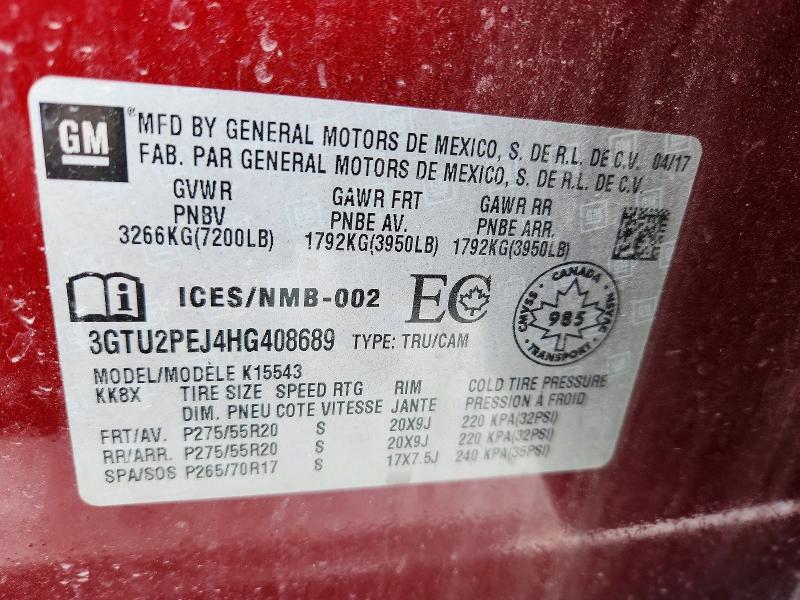 GM
® MFD BY GENERAL MOTORS DE MEXICO, S. DE R.L. DE C.V. 04/17
FAB. PAR GENERAL MOTORS DE MEXICO, S. DE R.L. DE C.V.
GVWR GAWR FRT GAWR RR
PNBV PNBE AV. PNBE ARR.
3266KG(7200LB) 1792KG(3950LB) 1792KG(3950LB)
i ICES/NMB-002 EC
CANADA
CMVSS 985 NSVAC
TRANSPORT
3GTU2PEJ4HG408689 TYPE: TRU/CAM
MODEL/MODÈLE K15543
KK8X TIRE SIZE SPEED RTG RIM COLD TIRE PRESSURE
DIM. PNEU COTE VITESSE JANTE PRESSION À FROID
FRT/AV. P275/55R20 S 20X9J 220 KPA(32PSI)
RR/ARR. P275/55R20 S 20X9J 220 KPA(32PSI)
SPA/SOS P265/70R17 S 17X7.5J 240 KPA(35PSI)